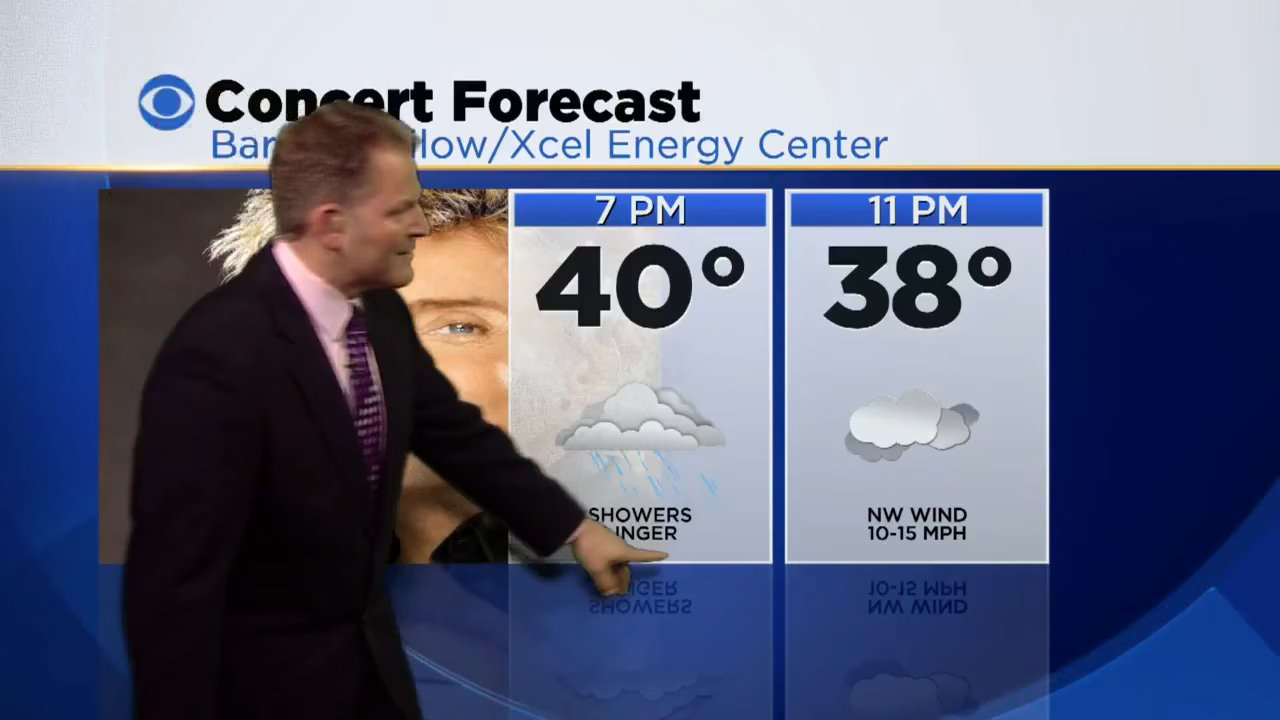 Concert Forecast
Bar ilow/Xcel Energy Center
7 PM
11 PM
40°
38°
SHOWERS
INGER
NW WIND
10-15 MPH